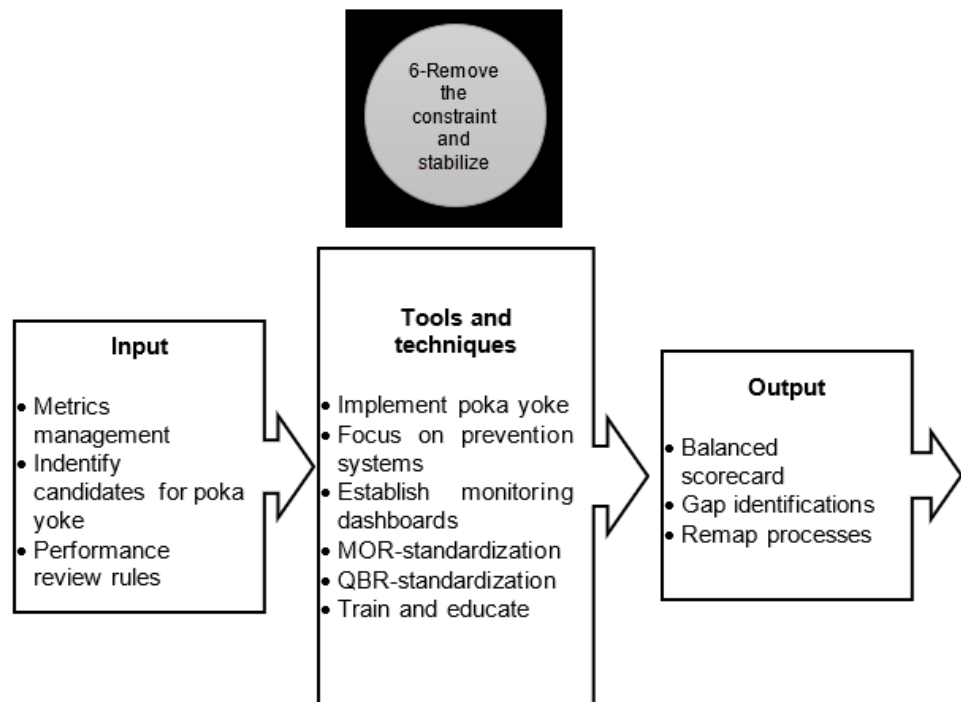 6-Remove
the
constraint
and
stabilize
Input
• Metrics
management
• Indentify
candidates for poka
yoke
• Performance
review rules
Tools and
techniques
• Implement poka yoke
• Focus on prevention
systems
• Establish monitoring
dashboards
• MOR-standardization
• QBR-standardization
• Train and educate
Output
• Balanced
scorecard
• Gap identifications
• Remap processes